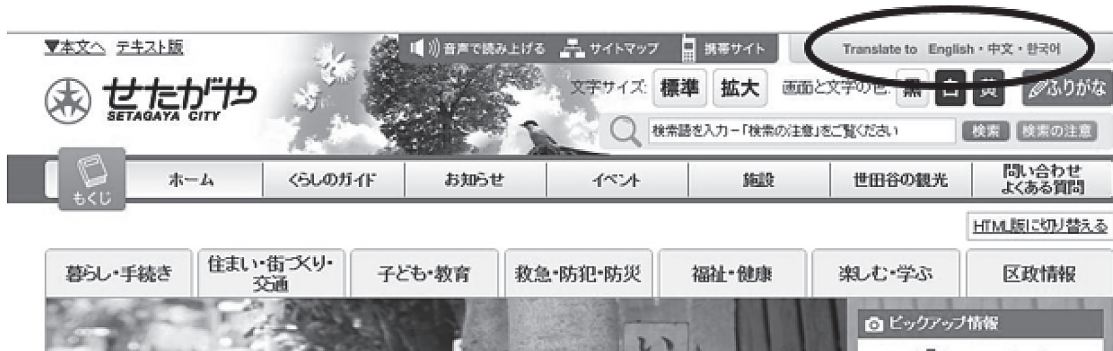 ▼本文へ テキスト版
音声で読み上げる サイトマップ 携帯サイト Translate to English・中文・한국어
せたがや
SETAGAYA CITY
文字サイズ: 標準 拡大 画面と文字の色: 黒 白 黄 ふりがな
検索語を入力−「検索の注意」をご覧ください 検索 検索の注意
もくじ
ホーム くらしのガイド お知らせ イベント 施設 世田谷の観光 問い合わせ
よくある質問
HTML版に切り替える
暮らし・手続き 住まい・街づくり・
交通 子ども・教育 救急・防犯・防災 福祉・健康 楽しむ・学ぶ 区政情報
ピックアップ情報